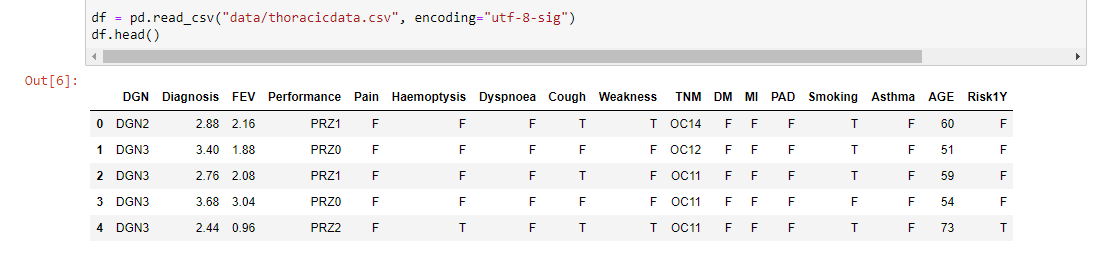 df = pd.read_csv("data/thoracicdata.csv", encoding="utf-8-sig")
df.head()
Out[6]:
DGN Diagnosis FEV Performance Pain Haemoptysis Dyspnoea Cough Weakness TNM DM MI PAD Smoking Asthma AGE Risk1Y
0 DGN2 2.88 2.16 PRZ1 F F F T T OC14 F F F T F 60 F
1 DGN3 3.40 1.88 PRZ0 F F F F F OC12 F F F T F 51 F
2 DGN3 2.76 2.08 PRZ1 F F F T F OC11 F F F T F 59 F
3 DGN3 3.68 3.04 PRZ0 F F F F F OC11 F F F F F 54 F
4 DGN3 2.44 0.96 PRZ2 F T F T T OC11 F F F T F 73 T